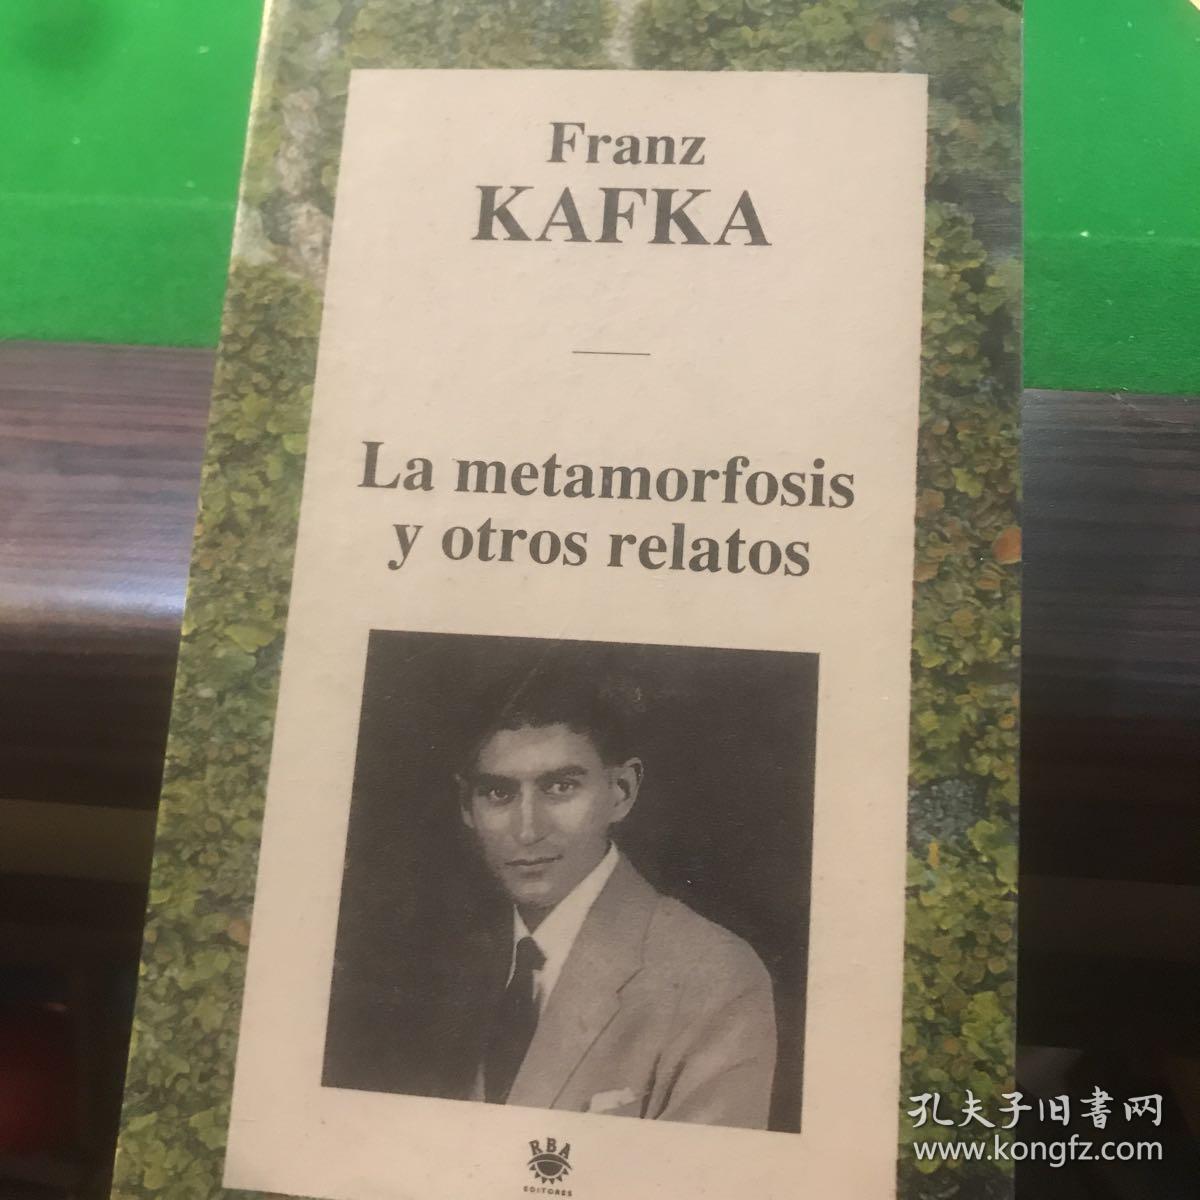 Franz
KAFKA
La metamorfosis
y otros relatos
RBA
EDITORES
孔夫子旧書网
www.kongfz.com